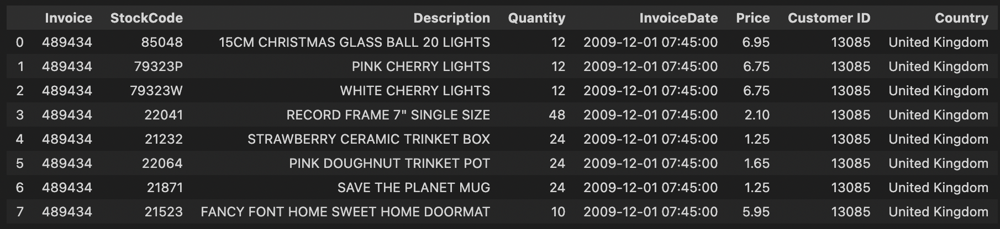 Invoice StockCode Description Quantity InvoiceDate Price Customer ID Country
0 489434 85048 15CM CHRISTMAS GLASS BALL 20 LIGHTS 12 2009-12-01 07:45:00 6.95 13085 United Kingdom
1 489434 79323P PINK CHERRY LIGHTS 12 2009-12-01 07:45:00 6.75 13085 United Kingdom
2 489434 79323W WHITE CHERRY LIGHTS 12 2009-12-01 07:45:00 6.75 13085 United Kingdom
3 489434 22041 RECORD FRAME 7" SINGLE SIZE 48 2009-12-01 07:45:00 2.10 13085 United Kingdom
4 489434 21232 STRAWBERRY CERAMIC TRINKET BOX 24 2009-12-01 07:45:00 1.25 13085 United Kingdom
5 489434 22064 PINK DOUGHNUT TRINKET POT 24 2009-12-01 07:45:00 1.65 13085 United Kingdom
6 489434 21871 SAVE THE PLANET MUG 24 2009-12-01 07:45:00 1.25 13085 United Kingdom
7 489434 21523 FANCY FONT HOME SWEET HOME DOORMAT 10 2009-12-01 07:45:00 5.95 13085 United Kingdom